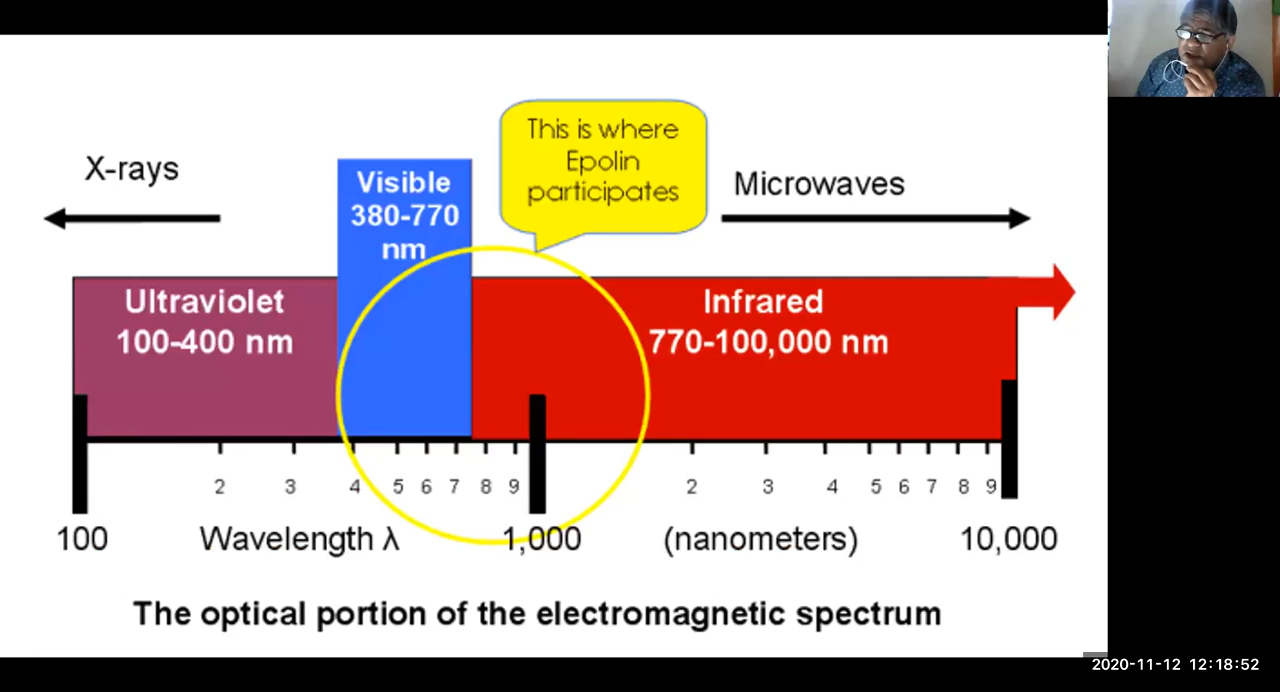 This is where
Epolin
participates
X-rays
Visible
380-770
nm
Microwaves
Ultraviolet
100-400 nm
Infrared
770-100,000 nm
2 3 4 5 6 7 8 9 2 3 4 5 6 7 8 9
100 Wavelength λ 1,000 (nanometers) 10,000
The optical portion of the electromagnetic spectrum
2020-11-12 12:18:52